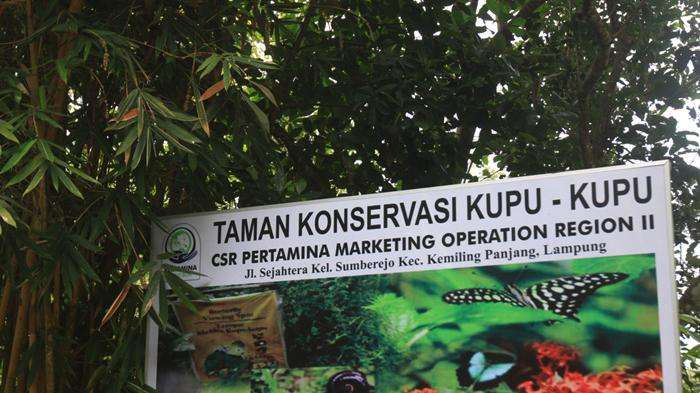 TAMAN KONSERVASI KUPU - KUPU
CSR PERTAMINA MARKETING OPERATION REGION II
Jl. Sejahtera Kel. Sumberejo Kec. Kemiling Panjang, Lampung